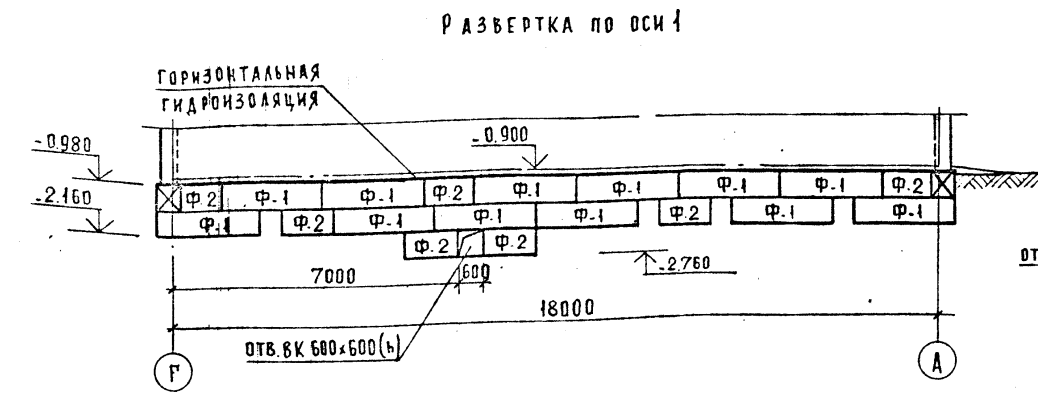 РАЗВЕРТКА ПО ОСИ 1
ГОРИЗОНТАЛЬНАЯ
ГИДРОИЗОЛЯЦИЯ
-0.980
-0.900
-2.160
Ф.2 Ф-1 Ф-1 Ф.2 Ф-1 Ф-1 Ф-1 Ф-1 Ф.2
Ф-1 Ф.2 Ф-1 Ф-1 Ф-1 Ф.2 Ф-1 Ф-1
Ф.2 Ф.2
-2.760
ОТ
7000
600
18000
ОТВ. ВК 600х600(h)
Г
А